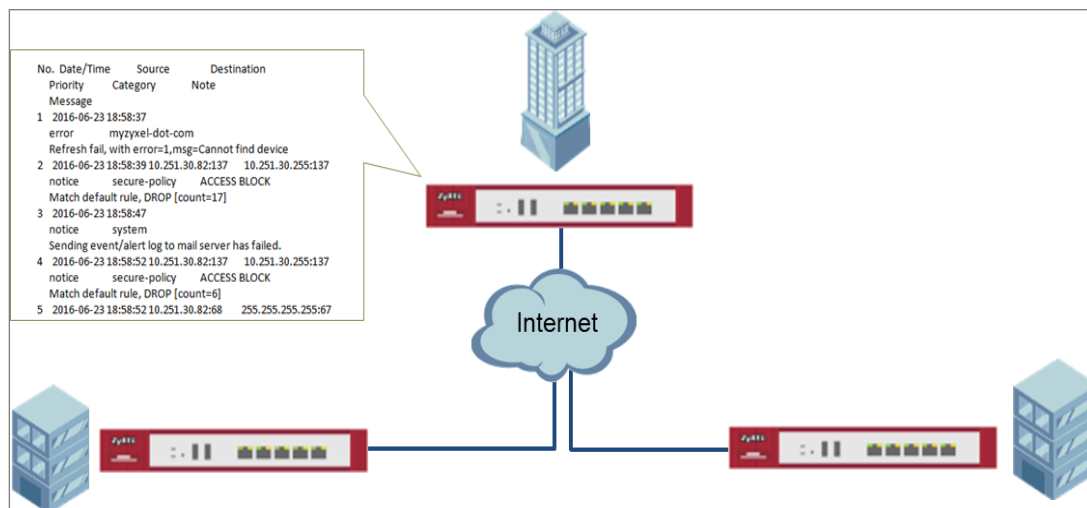 No. Date/Time Source Destination
Priority Category Note
Message
1 2016-06-23 18:58:37
error myzyxel-dot-com
Refresh fail, with error=1,msg=Cannot find device
2 2016-06-23 18:58:39 10.251.30.82:137 10.251.30.255:137
notice secure-policy ACCESS BLOCK
Match default rule, DROP [count=17]
3 2016-06-23 18:58:47
notice system
Sending event/alert log to mail server has failed.
4 2016-06-23 18:58:52 10.251.30.82:137 10.251.30.255:137
notice secure-policy ACCESS BLOCK
Match default rule, DROP [count=6]
5 2016-06-23 18:58:52 10.251.30.82:68 255.255.255.255:67
ZyXEL
Internet
ZyXEL
ZyXEL